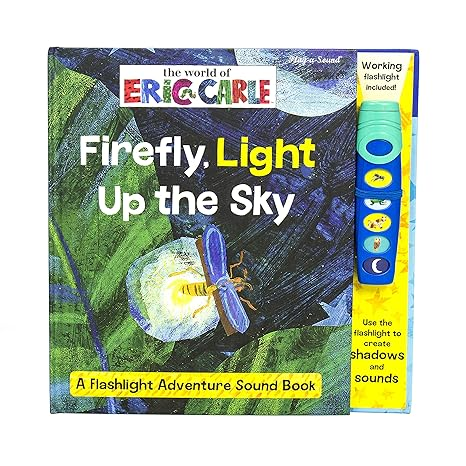 the world of
ERIC CARLE
Play-a-Sound
Firefly, Light
Up the Sky
A Flashlight Adventure Sound Book
Working
flashlight
included!
Use the
flashlight to
create
shadows
and
sounds